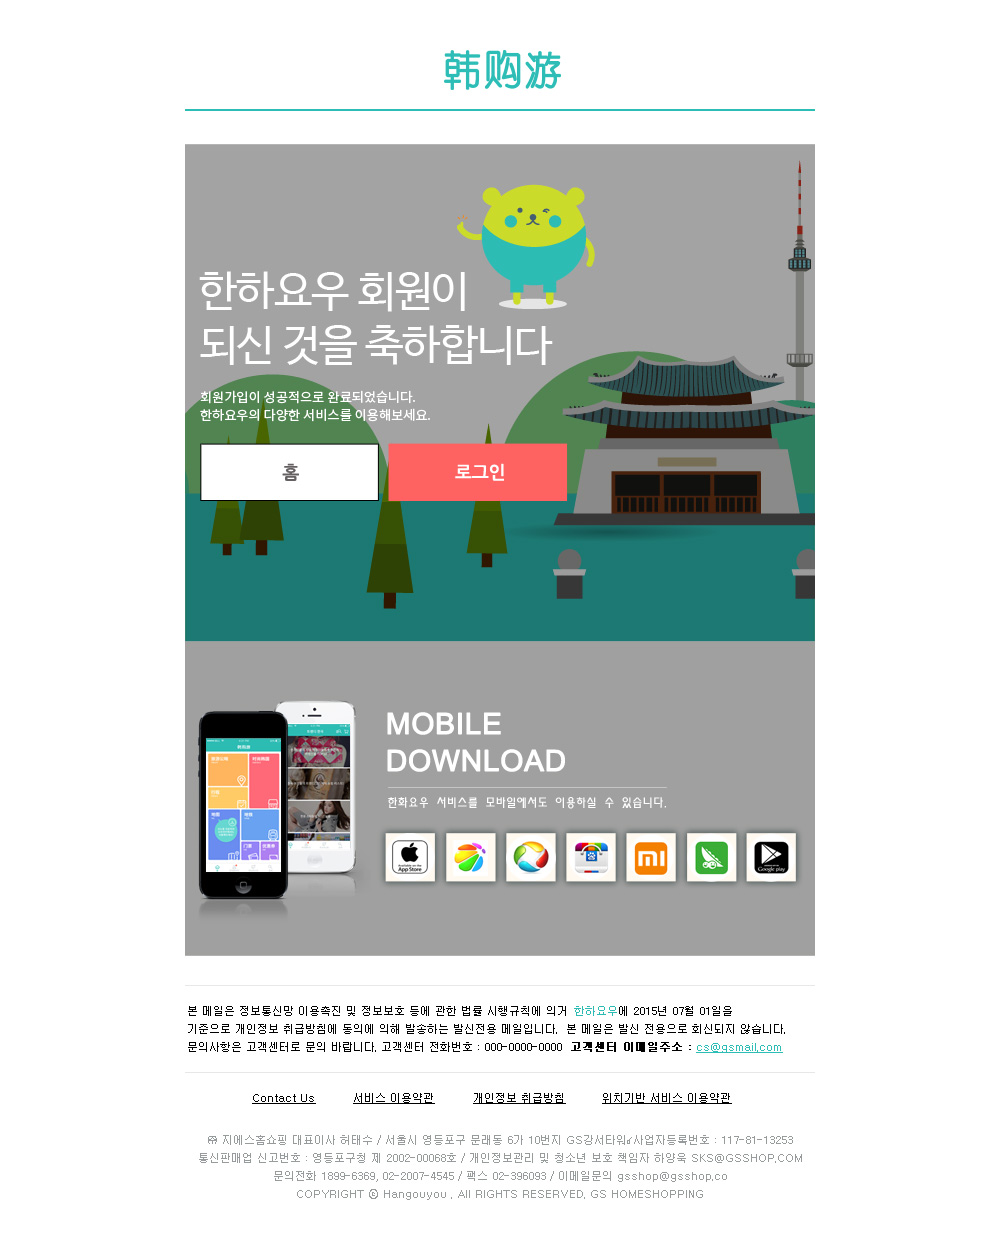 韩购游
한하요우 회원이
되신 것을 축하합니다
회원가입이 성공적으로 완료되었습니다.
한하요우의 다양한 서비스를 이용해보세요.
홈 로그인
MOBILE
DOWNLOAD
한화요우 서비스를 모바일에서도 이용하실 수 있습니다.
韩购游
Available on the
App Store
mi
Google play
본 메일은 정보통신망 이용촉진 및 정보보호 등에 관한 법률 시행규칙에 의거 한하요우에 2015년 07월 01일을
기준으로 개인정보 취급방침에 동의에 의해 발송하는 발신전용 메일입니다. 본 메일은 발신 전용으로 회신되지 않습니다.
문의사항은 고객센터로 문의 바랍니다. 고객센터 전화번호 : 000-0000-0000 고객센터 이메일주소 : cs@gsmail.com
Contact Us 서비스 이용약관 개인정보 취급방침 위치기반 서비스 이용약관
㈜ 지에스홈쇼핑 대표이사 허태수 / 서울시 영등포구 문래동 6가 10번지 GS강서타워 사업자등록번호 : 117-81-13253
통신판매업 신고번호 : 영등포구청 제 2002-00068호 / 개인정보관리 및 청소년 보호 책임자 하양욱 SKS@GSSHOP.COM
문의전화 1899-6369, 02-2007-4545 / 팩스 02-396093 / 이메일문의 gsshop@gsshop.co
COPYRIGHT ⓒ Hangouyou , All RIGHTS RESERVED, GS HOMESHOPPING